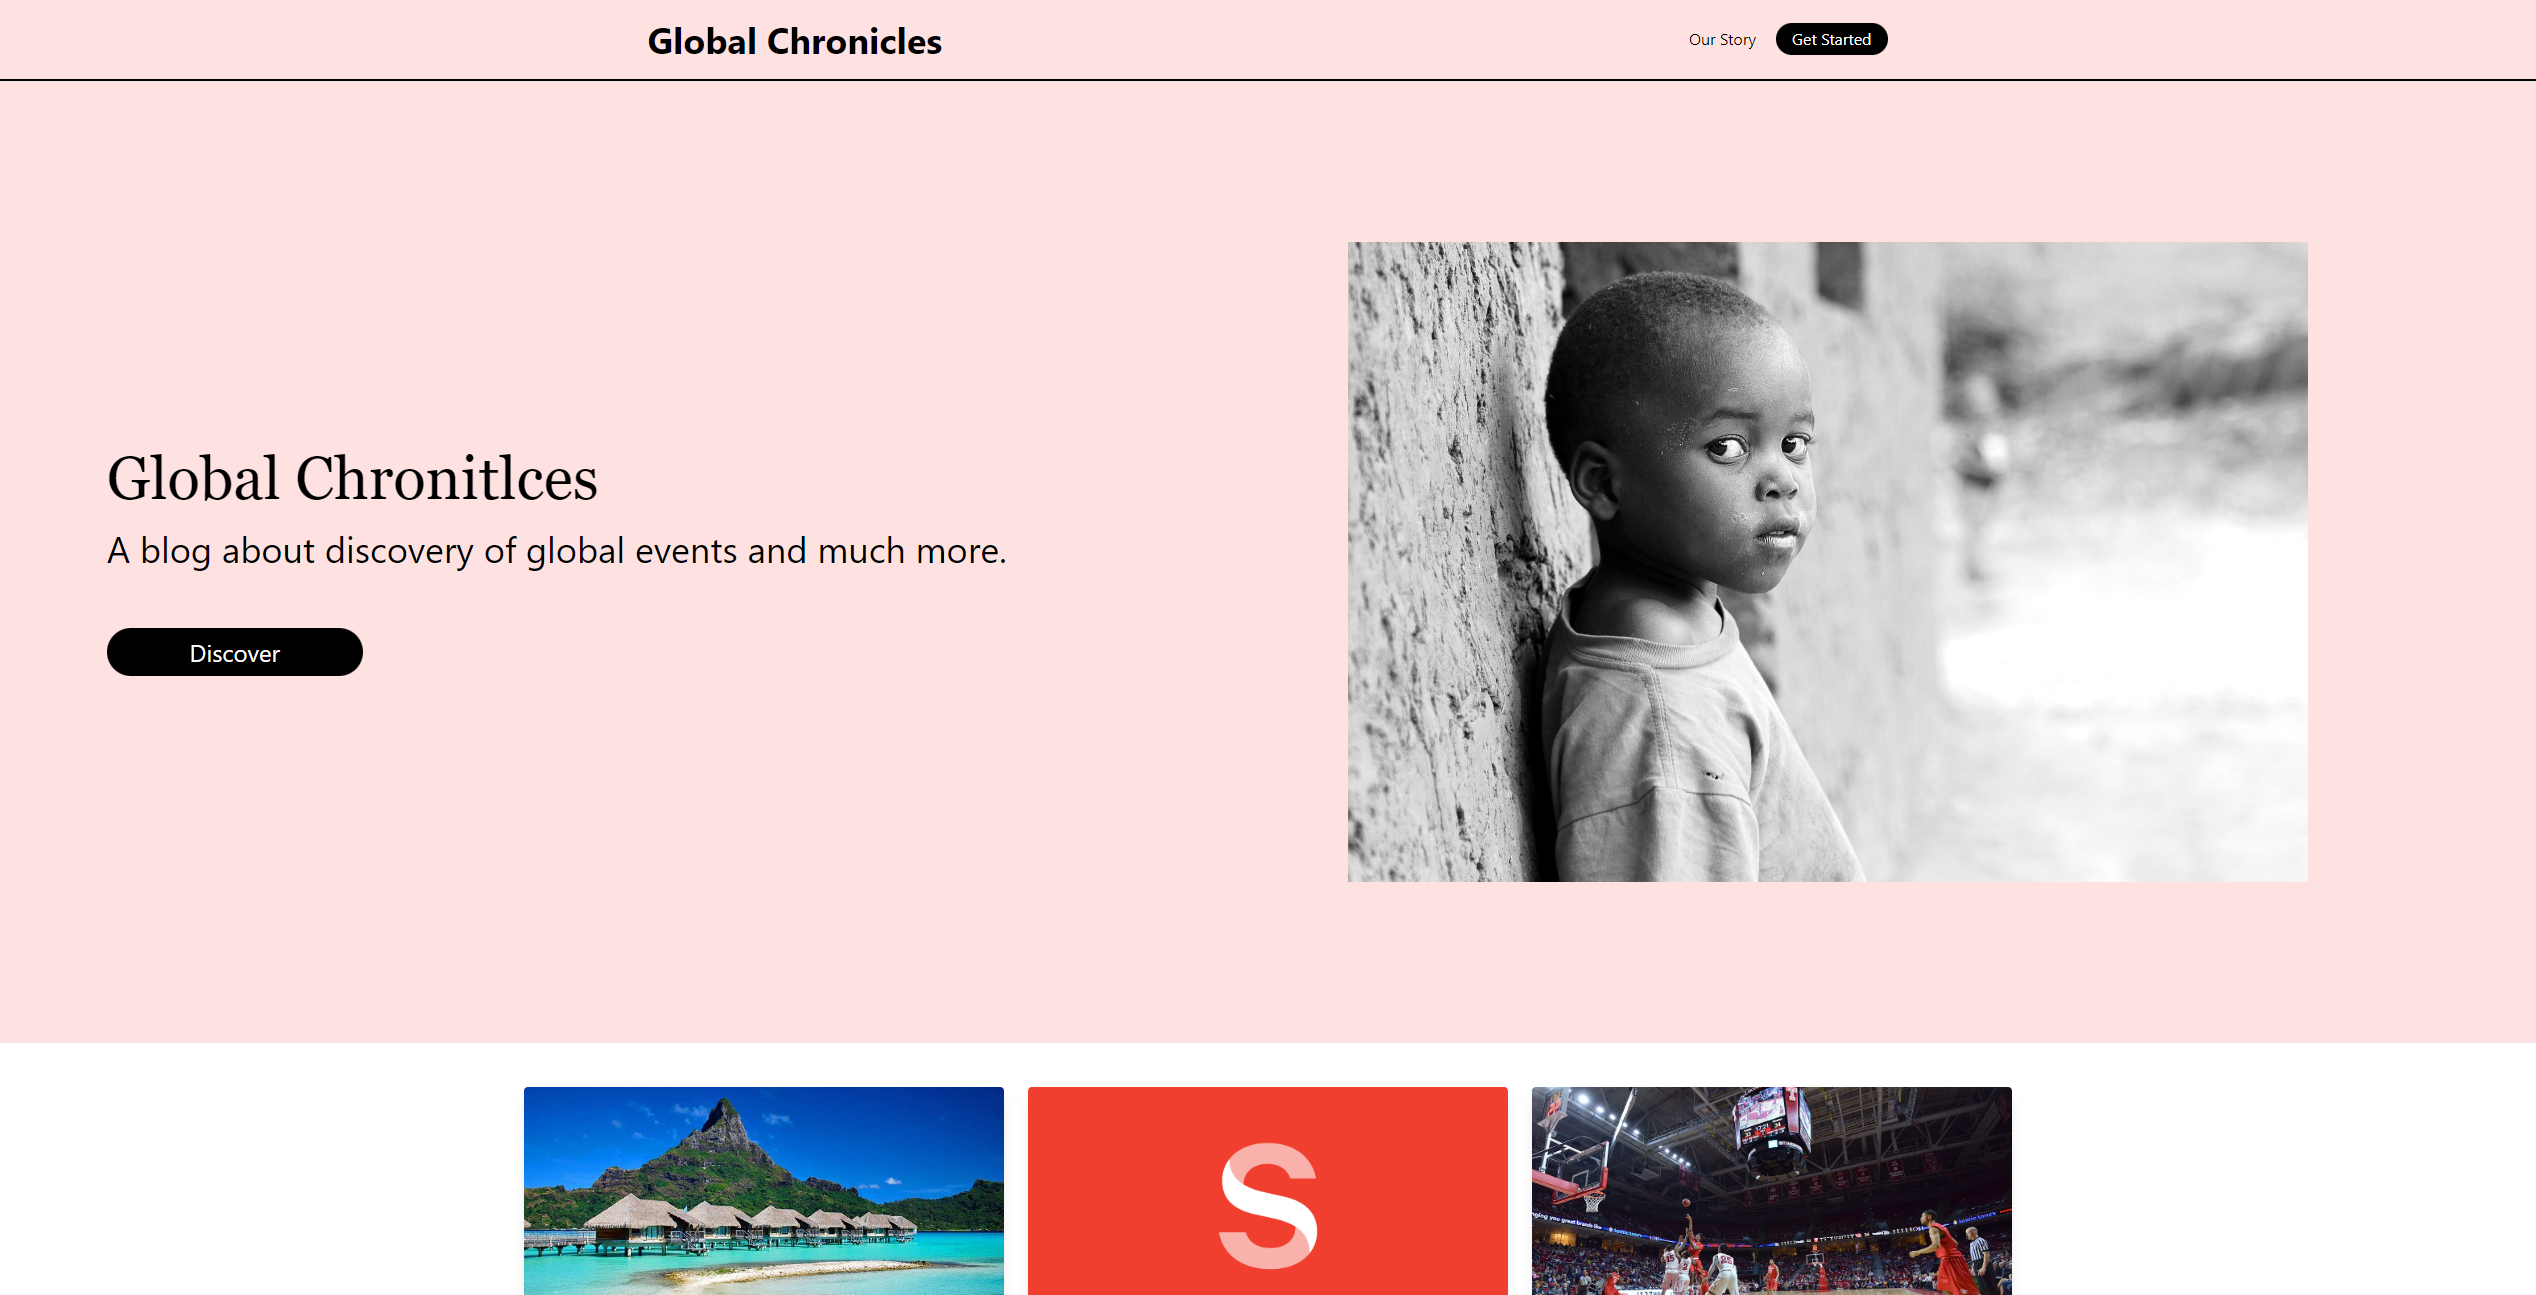 Global Chronicles
Our Story
Get Started
Global Chronitlces
A blog about discovery of global events and much more.
Discover
S